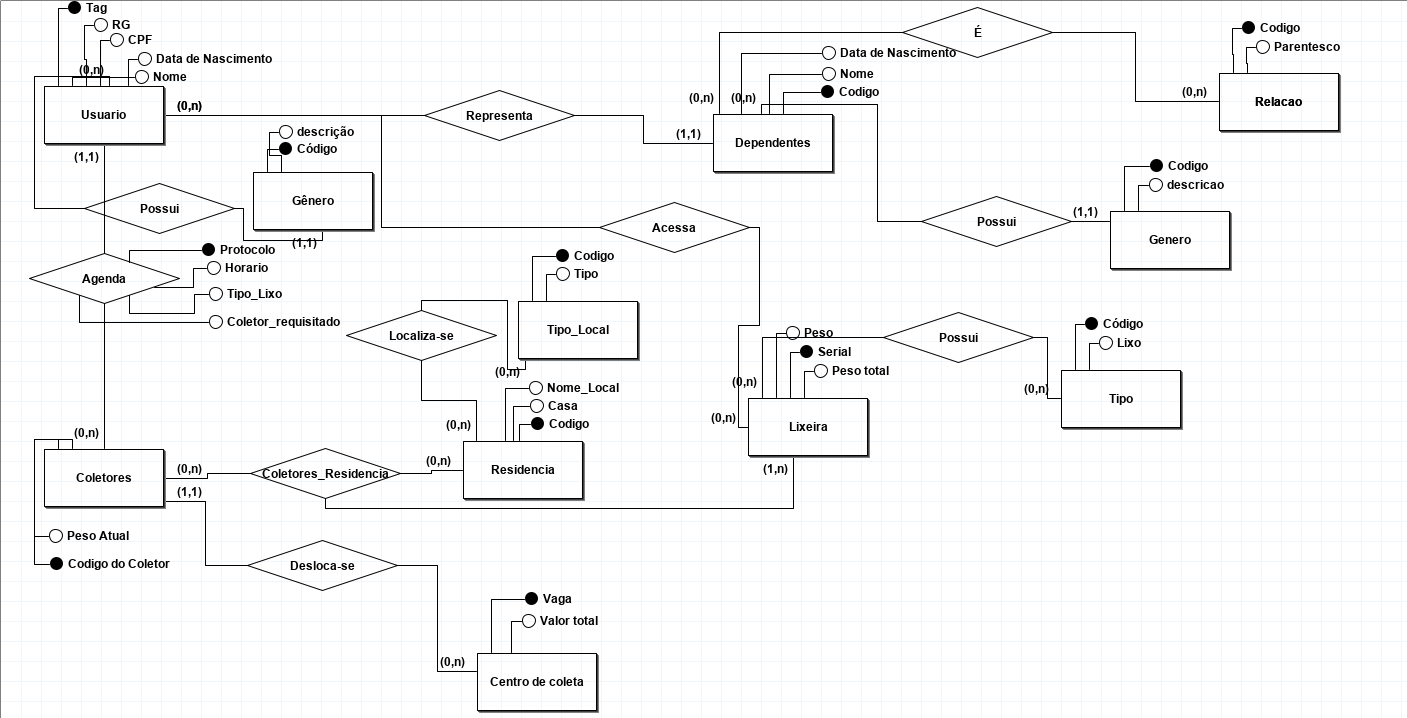 Tag
RG
CPF
Data de Nascimento
Nome
(0,n)
Usuario
(0,n)
(1,1)
Representa
(1,1)
É
(0,n)
(0,n)
(0,n)
Data de Nascimento
Nome
Codigo
Dependentes
Codigo
Parentesco
Relacao
descrição
Código
Gênero
Possui
(1,1)
Acessa
Possui
(1,1)
Codigo
descricao
Genero
Agenda
Protocolo
Horario
Tipo_Lixo
Coletor_requisitado
Codigo
Tipo
Tipo_Local
Localiza-se
(0,n)
Peso
Serial
Peso total
(0,n)
(0,n)
Lixeira
(1,n)
Possui
(0,n)
Código
Lixo
Tipo
Nome_Local
Casa
Codigo
(0,n)
Residencia
(0,n)
Coletores_Residencia
(0,n)
(0,n)
(1,1)
Coletores
Peso Atual
Codigo do Coletor
Desloca-se
(0,n)
Vaga
Valor total
Centro de coleta